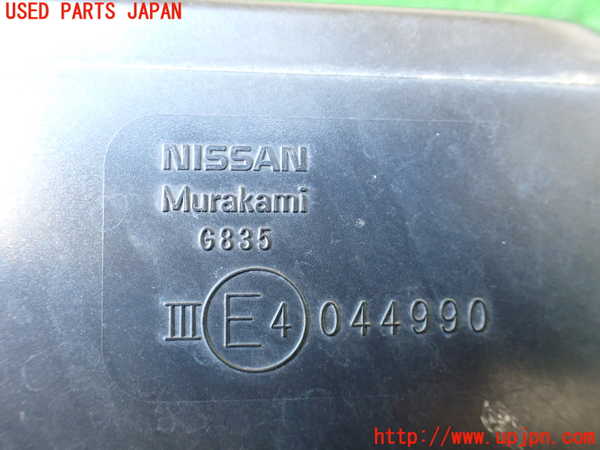 USED PARTS JAPAN
NISSAN
Murakami
G835
III E4 044990
http://www.upjpn.com/